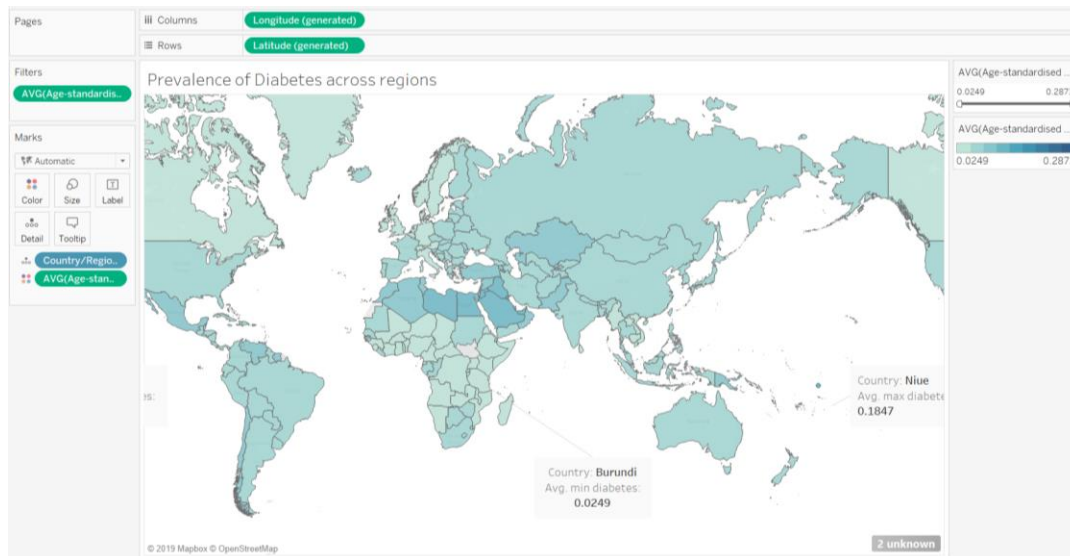 Pages
Columns
Longitude (generated)
Rows
Latitude (generated)
Filters
AVG(Age-standardis..
Marks
Automatic
Color
Size
Label
Detail
Tooltip
Country/Regio..
AVG(Age-stan..
Prevalence of Diabetes across regions
Country: Niue
Avg. max diabete
0.1847
Country: Burundi
Avg. min diabetes:
0.0249
© 2019 Mapbox © OpenStreetMap
2 unknown
AVG(Age-standardised ...
0.0249 0.287
AVG(Age-standardised ...
0.0249 0.287